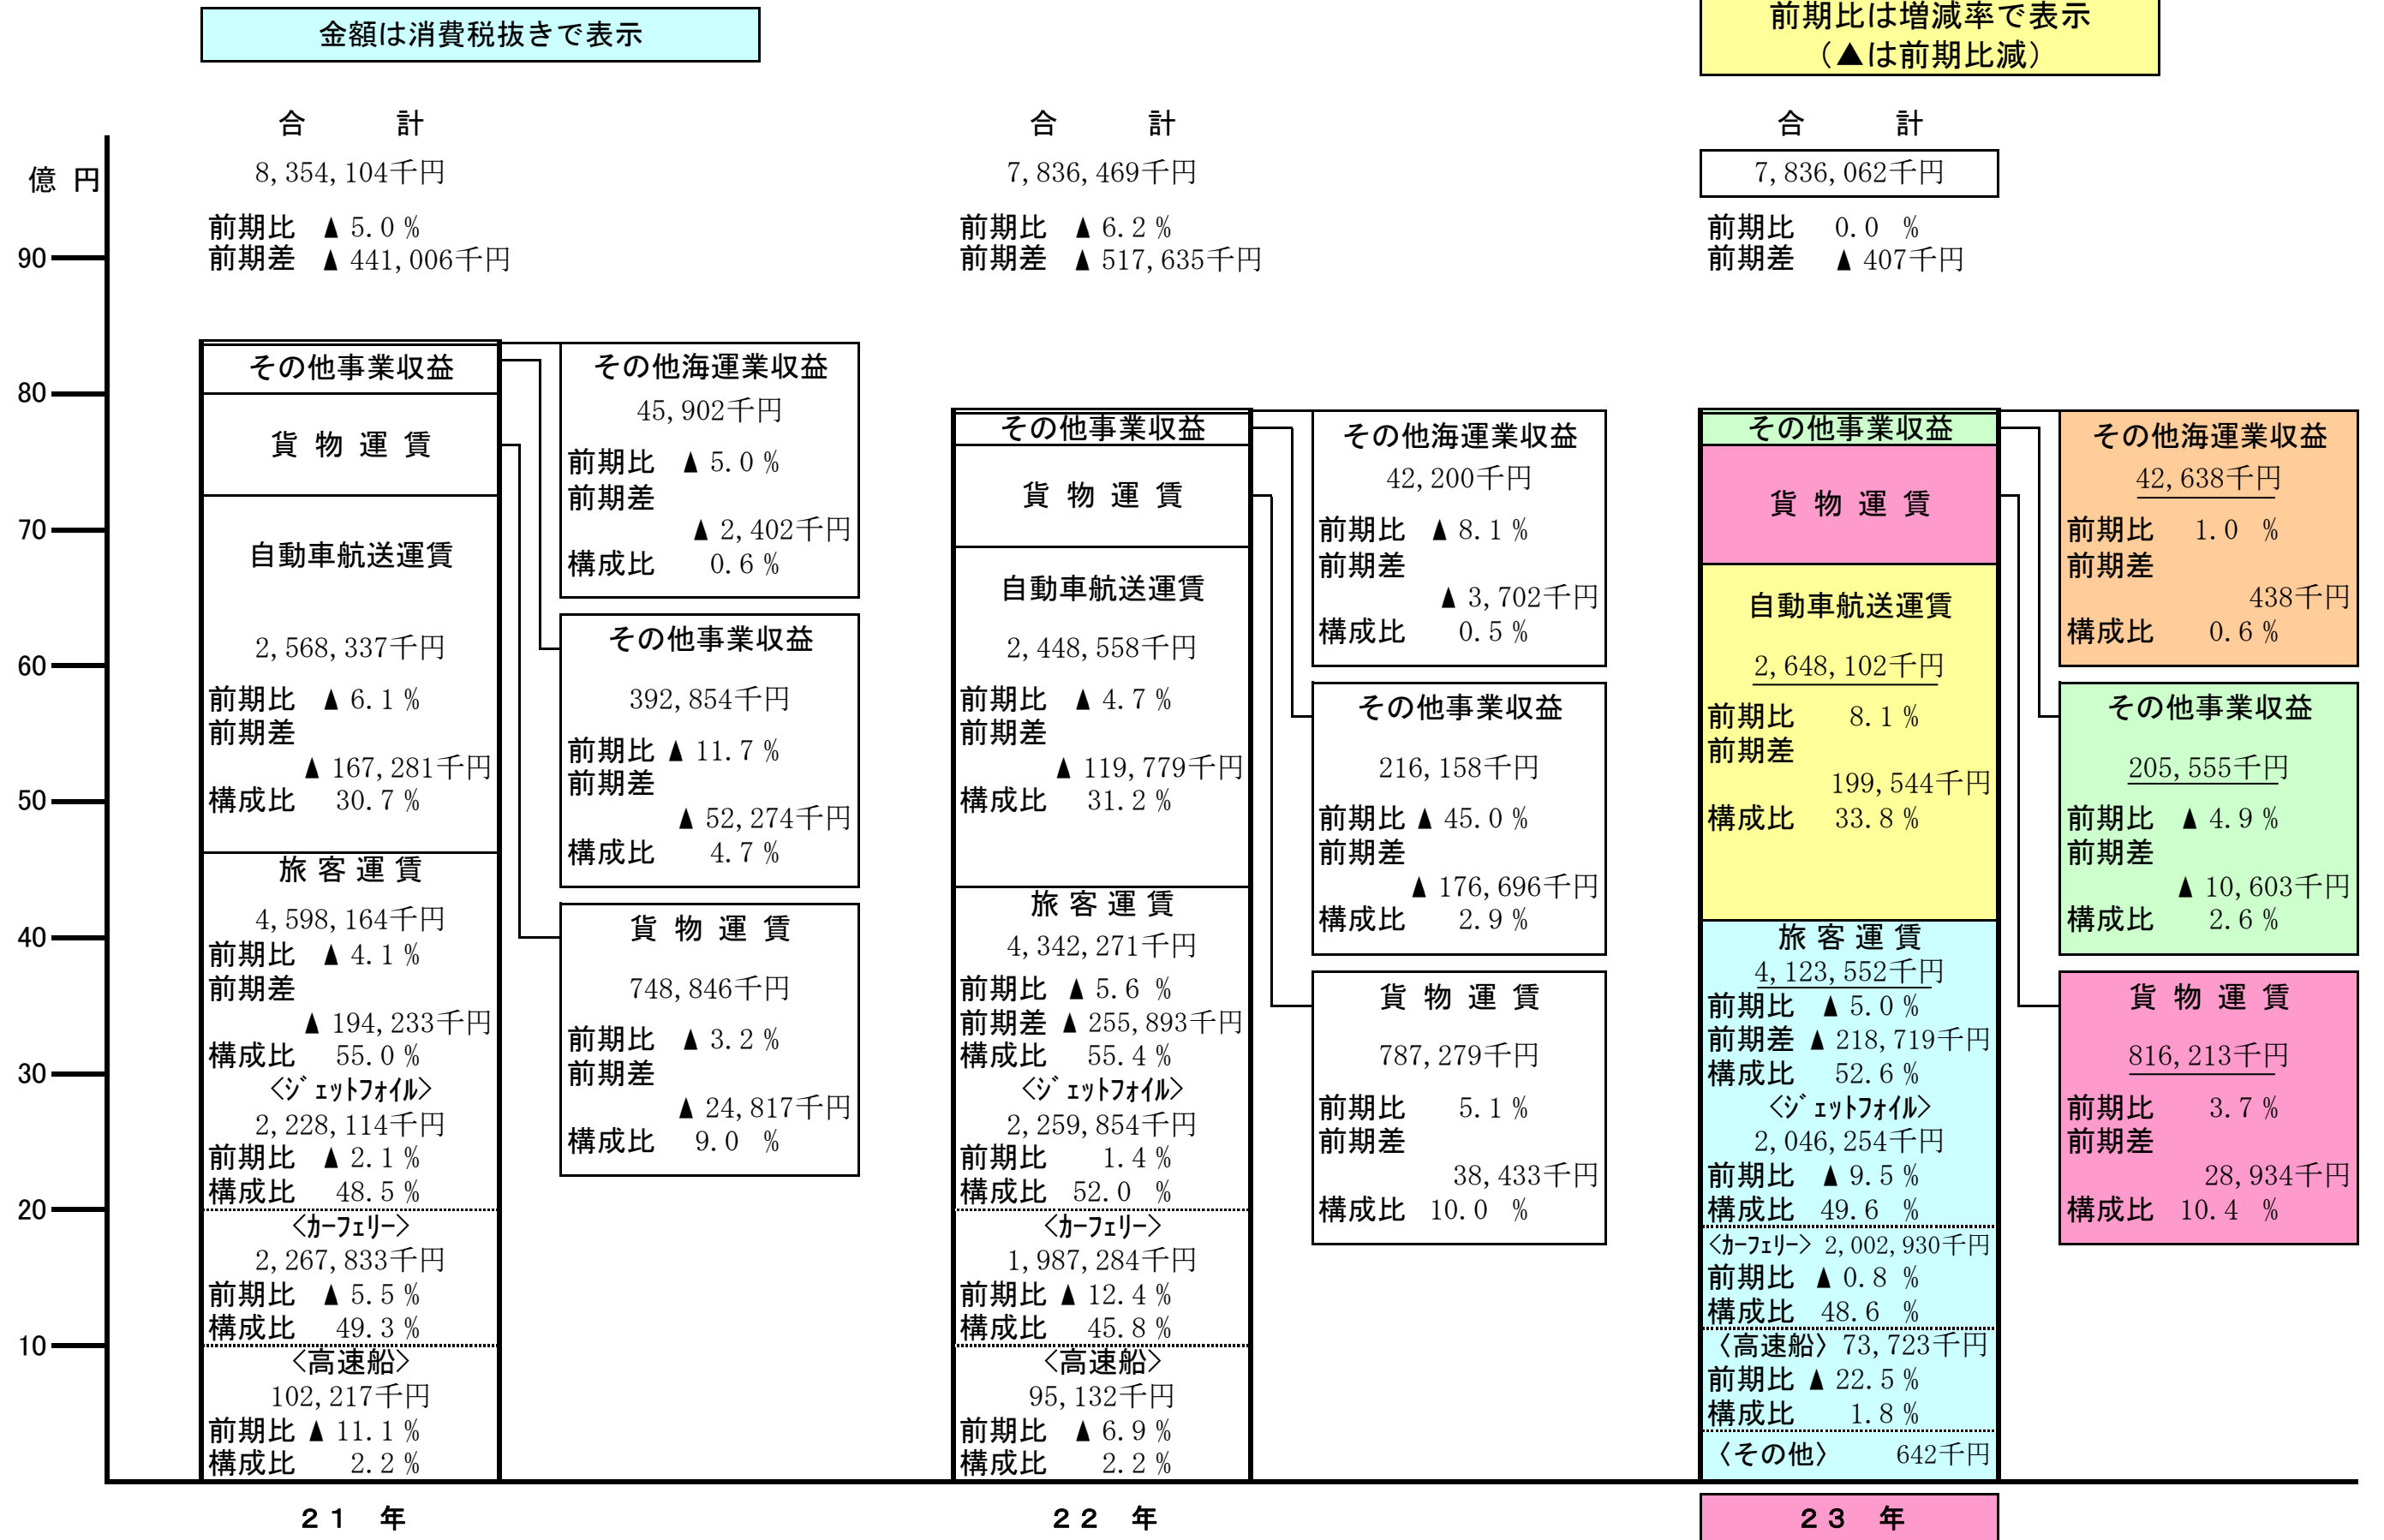 金額は消費税抜きで表示
前期比は増減率で表示
（▲は前期比減）
億 円
90
80
70
60
50
40
30
20
10
合 計
8,354,104千円
前期比 ▲ 5.0 %
前期差 ▲ 441,006千円
その他事業収益
貨 物 運 賃
自動車航送運賃
2,568,337千円
前期比 ▲ 6.1 %
前期差
▲ 167,281千円
構成比 30.7 %
旅 客 運 賃
4,598,164千円
前期比 ▲ 4.1 %
前期差
▲ 194,233千円
構成比 55.0 %
<ｼﾞｪｯﾄﾌｫｲﾙ>
2,228,114千円
前期比 ▲ 2.1 %
構成比 48.5 %
<ｶｰﾌｪﾘｰ>
2,267,833千円
前期比 ▲ 5.5 %
構成比 49.3 %
<高速船>
102,217千円
前期比 ▲ 11.1 %
構成比 2.2 %
２１ 年
その他海運業収益
45,902千円
前期比 ▲ 5.0 %
前期差
▲ 2,402千円
構成比 0.6 %
その他事業収益
392,854千円
前期比 ▲ 11.7 %
前期差
▲ 52,274千円
構成比 4.7 %
貨 物 運 賃
748,846千円
前期比 ▲ 3.2 %
前期差
▲ 24,817千円
構成比 9.0 %
合 計
7,836,469千円
前期比 ▲ 6.2 %
前期差 ▲ 517,635千円
その他事業収益
貨 物 運 賃
自動車航送運賃
2,448,558千円
前期比 ▲ 4.7 %
前期差
▲ 119,779千円
構成比 31.2 %
旅 客 運 賃
4,342,271千円
前期比 ▲ 5.6 %
前期差 ▲ 255,893千円
構成比 55.4 %
<ｼﾞｪｯﾄﾌｫｲﾙ>
2,259,854千円
前期比 1.4 %
構成比 52.0 %
<ｶｰﾌｪﾘｰ>
1,987,284千円
前期比 ▲ 12.4 %
構成比 45.8 %
<高速船>
95,132千円
前期比 ▲ 6.9 %
構成比 2.2 %
２２ 年
その他海運業収益
42,200千円
前期比 ▲ 8.1 %
前期差
▲ 3,702千円
構成比 0.5 %
その他事業収益
216,158千円
前期比 ▲ 45.0 %
前期差
▲ 176,696千円
構成比 2.9 %
貨 物 運 賃
787,279千円
前期比 5.1 %
前期差
38,433千円
構成比 10.0 %
合 計
7,836,062千円
前期比 0.0 %
前期差 ▲ 407千円
その他事業収益
貨 物 運 賃
自動車航送運賃
2,648,102千円
前期比 8.1 %
前期差
199,544千円
構成比 33.8 %
旅 客 運 賃
4,123,552千円
前期比 ▲ 5.0 %
前期差 ▲ 218,719千円
構成比 52.6 %
<ｼﾞｪｯﾄﾌｫｲﾙ>
2,046,254千円
前期比 ▲ 9.5 %
構成比 49.6 %
<ｶｰﾌｪﾘｰ> 2,002,930千円
前期比 ▲ 0.8 %
構成比 48.6 %
〈高速船〉 73,723千円
前期比 ▲ 22.5 %
構成比 1.8 %
〈その他〉 642千円
２３ 年
その他海運業収益
42,638千円
前期比 1.0 %
前期差
438千円
構成比 0.6 %
その他事業収益
205,555千円
前期比 ▲ 4.9 %
前期差
▲ 10,603千円
構成比 2.6 %
貨 物 運 賃
816,213千円
前期比 3.7 %
前期差
28,934千円
構成比 10.4 %